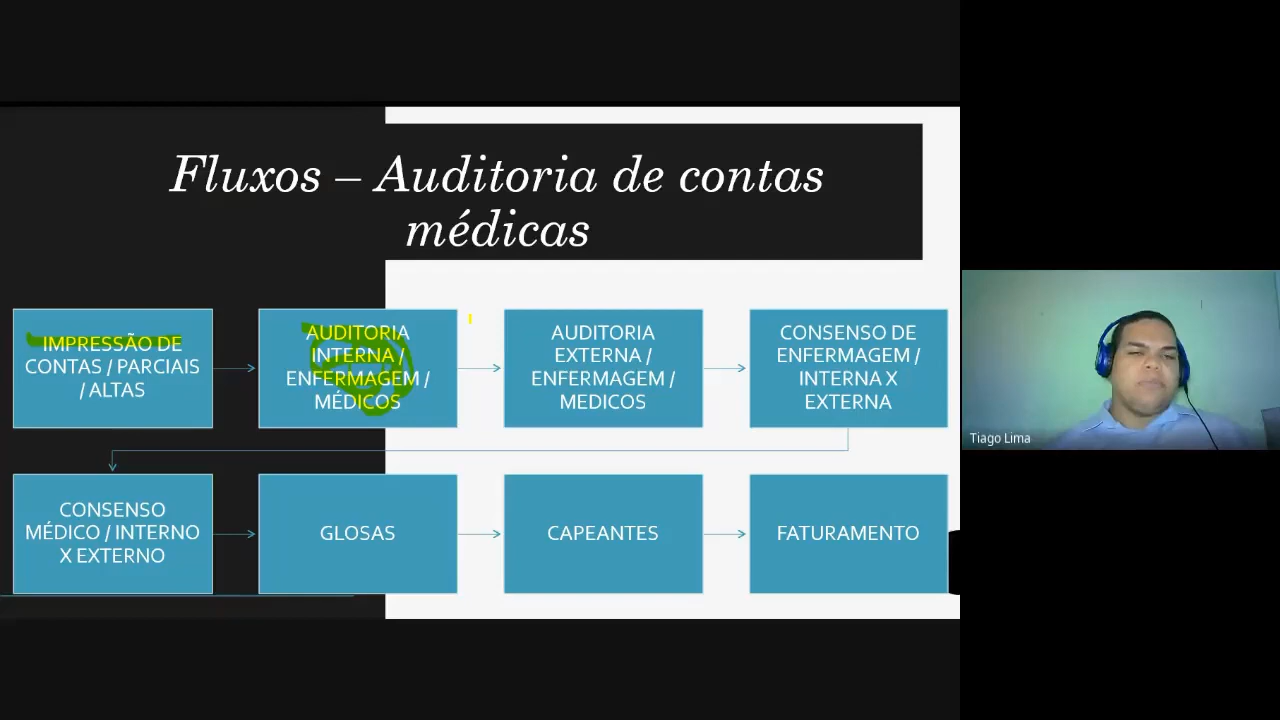 Fluxos – Auditoria de contas
médicas
IMPRESSÃO DE
CONTAS / PARCIAIS
/ ALTAS
AUDITORIA
INTERNA /
ENFERMAGEM /
MÉDICOS
AUDITORIA
EXTERNA /
ENFERMAGEM /
MEDICOS
CONSENSO DE
ENFERMAGEM /
INTERNA X
EXTERNA
CONSENSO
MÉDICO / INTERNO
X EXTERNO
GLOSAS
CAPEANTES
FATURAMENTO
Tiago Lima